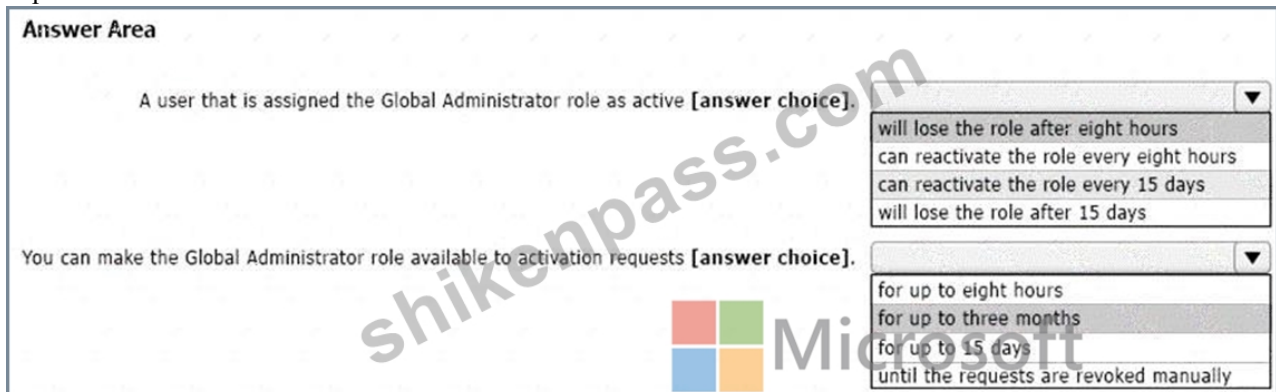 Answer Area
A user that is assigned the Global Administrator role as active [answer choice].
will lose the role after eight hours
can reactivate the role every eight hours
can reactivate the role every 15 days
will lose the role after 15 days
You can make the Global Administrator role available to activation requests [answer choice].
for up to eight hours
for up to three months
for up to 15 days
until the requests are revoked manually
shikenpass.com
Microsoft